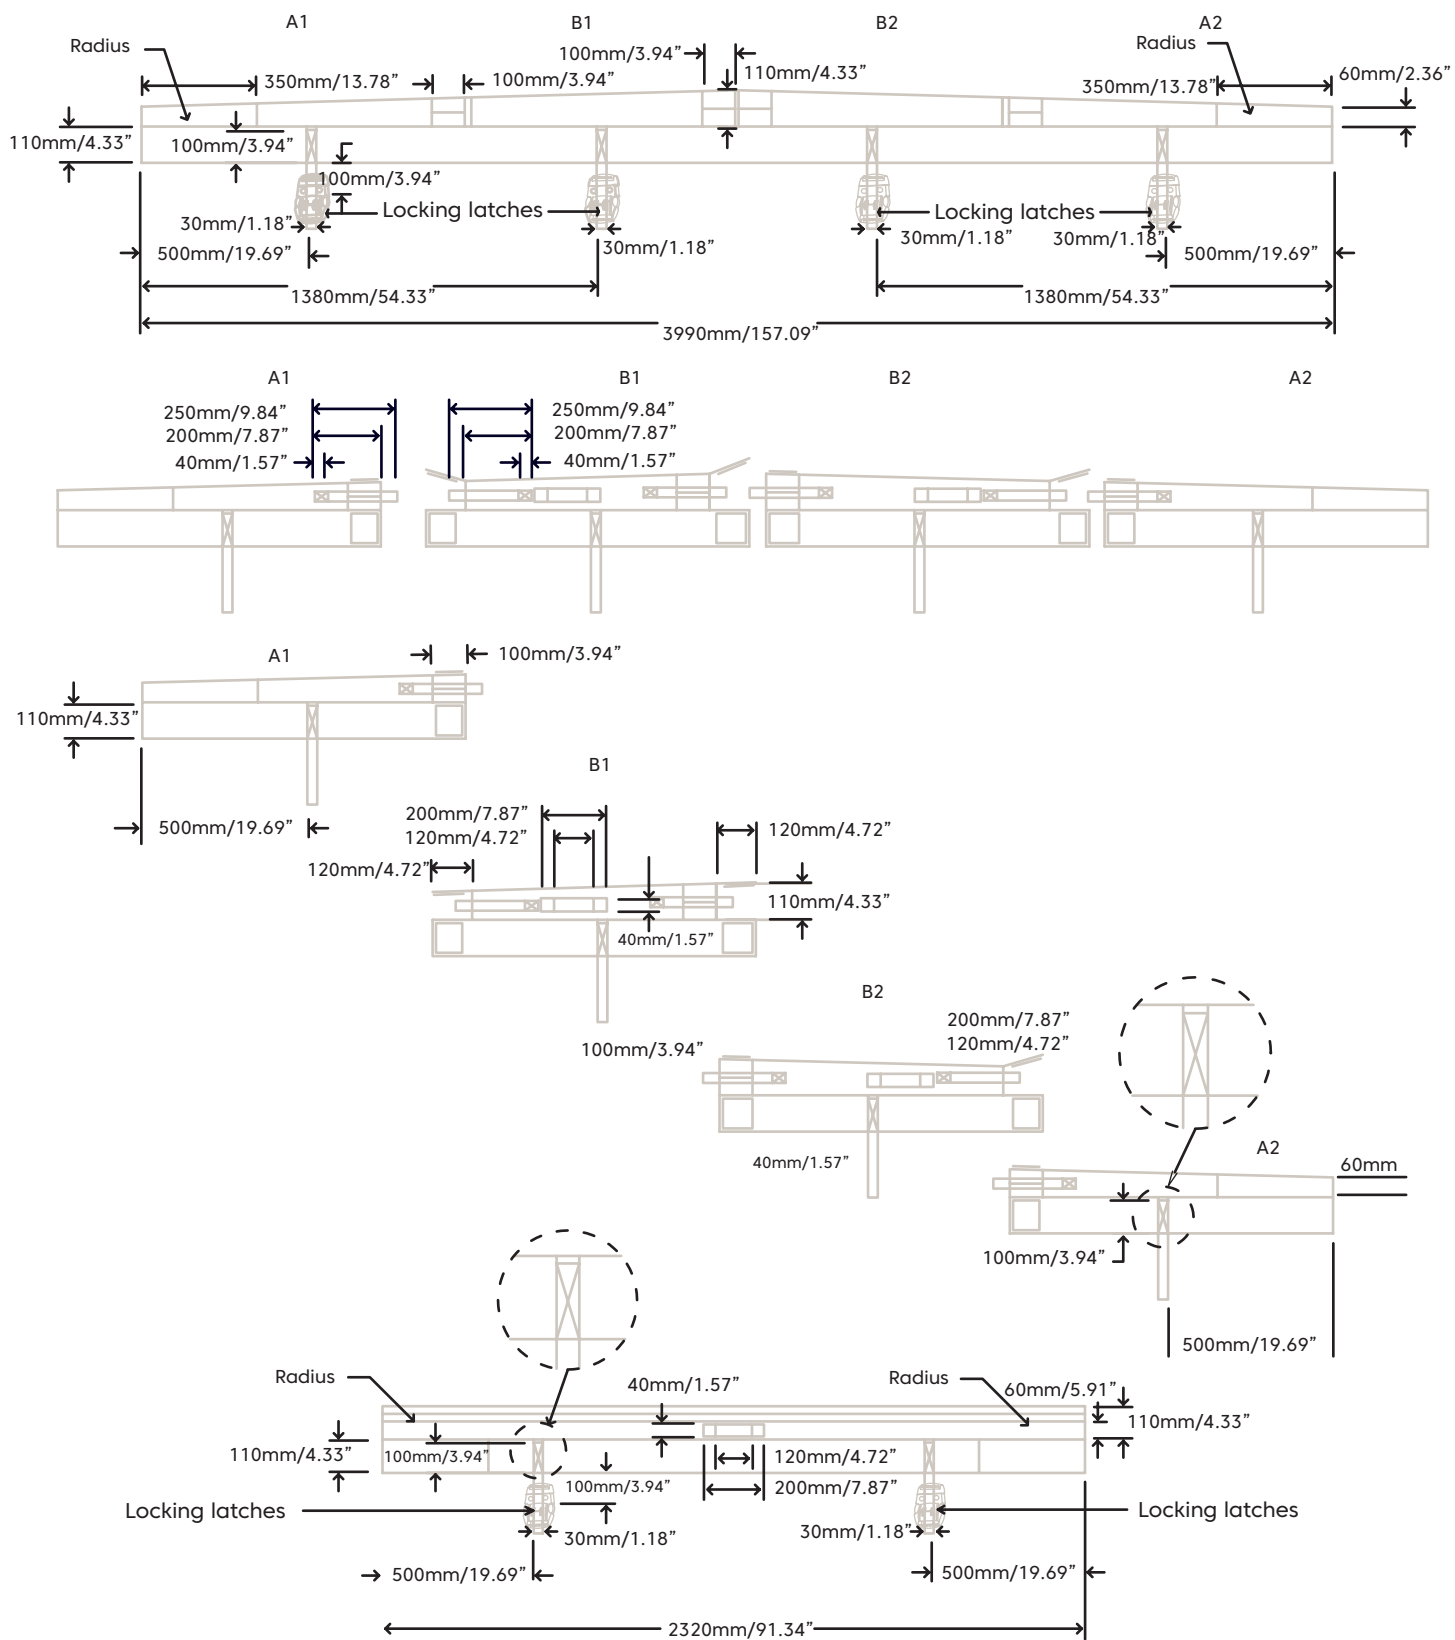 A1 B1 B2 A2
Radius 100mm/3.94” Radius
350mm/13.78” 100mm/3.94” 110mm/4.33” 350mm/13.78” 60mm/2.36”
110mm/4.33” 100mm/3.94”
100mm/3.94”
Locking latches Locking latches
30mm/1.18” 30mm/1.18” 30mm/1.18” 30mm/1.18”
500mm/19.69” 500mm/19.69”
1380mm/54.33” 1380mm/54.33”
3990mm/157.09”
A1 B1 B2 A2
250mm/9.84” 250mm/9.84”
200mm/7.87” 200mm/7.87”
40mm/1.57” 40mm/1.57”
A1 100mm/3.94”
110mm/4.33”
B1
500mm/19.69” 200mm/7.87”
120mm/4.72” 120mm/4.72”
120mm/4.72”
110mm/4.33”
40mm/1.57”
B2
200mm/7.87”
100mm/3.94” 120mm/4.72”
A2
40mm/1.57” 60mm
100mm/3.94”
500mm/19.69”
Radius 40mm/1.57” Radius 60mm/5.91”
110mm/4.33”
110mm/4.33” 100mm/3.94” 120mm/4.72”
100mm/3.94” 200mm/7.87”
Locking latches Locking latches
30mm/1.18” 30mm/1.18”
500mm/19.69” 500mm/19.69”
2320mm/91.34”